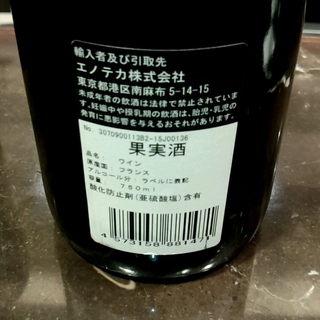 輸入者及び引取先
エノテカ株式会社
東京都港区南麻布 5-14-15
未成年者の飲酒は法律で禁止されていま
す。妊娠中や授乳期の飲酒は、胎児・乳児の
発育に悪影響を与えるおそれがあります。
No. 3070900113B2-15J00136
果実酒
品名: ワイン
原産国: フランス
アルコール分: ラベルに表記
容量: 750ml
酸化防止剤(亜硫酸塩)含有